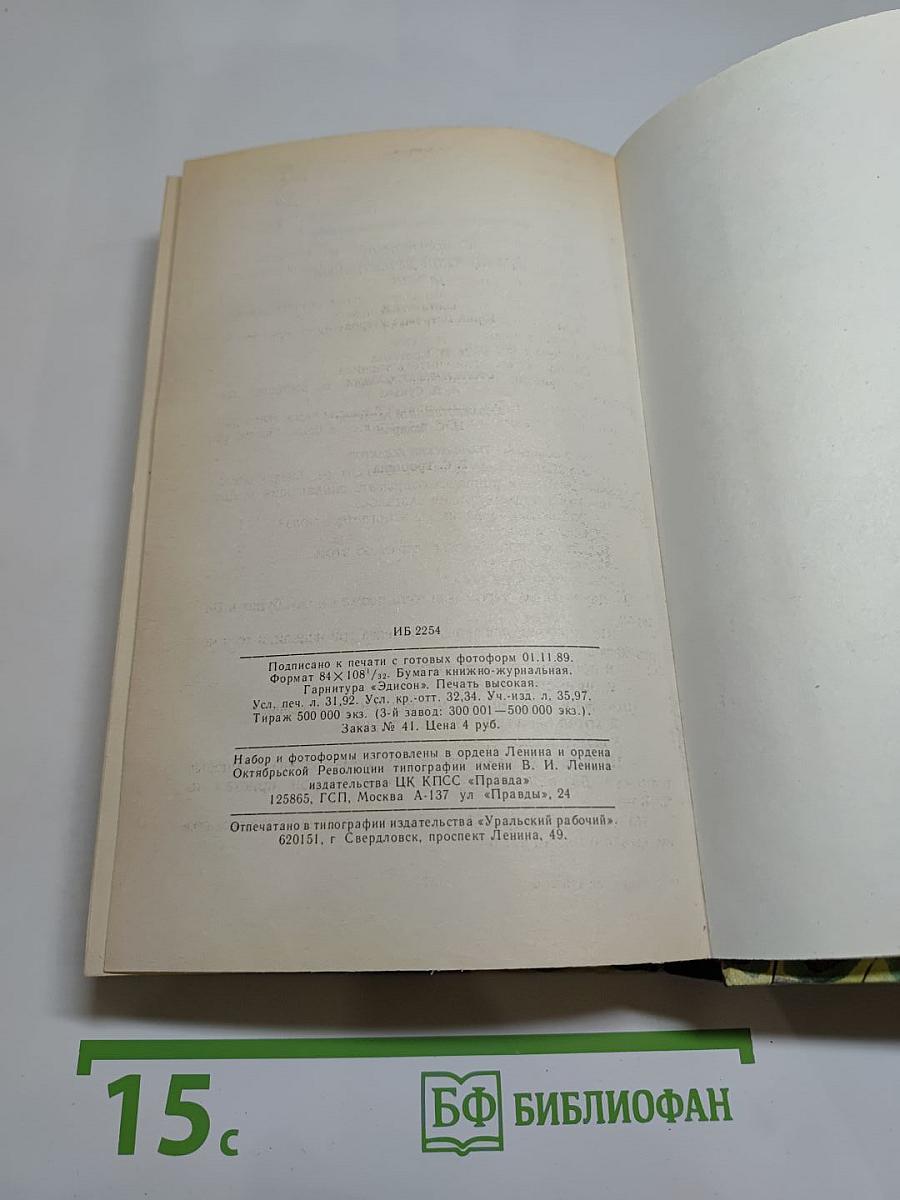 ИБ 2254
Подписано к печати с готовых фотоформ 01.11.89.
Формат 84×108¹/₃₂. Бумага книжно-журнальная.
Гарнитура «Эдисон». Печать высокая.
Усл. печ. л. 31,92. Усл. кр.-отт. 32,34. Уч.-изд. л. 35,97.
Тираж 500 000 экз. (3-й завод: 300 001—500 000 экз.).
Заказ № 41. Цена 4 руб.
Набор и фотоформы изготовлены в ордена Ленина и ордена
Октябрьской Революции типографии имени В. И. Ленина
издательства ЦК КПСС «Правда»
125865, ГСП, Москва А-137 ул «Правды», 24
Отпечатано в типографии издательства «Уральский рабочий».
620151, г Свердловск, проспект Ленина, 49.
15 с
БФ БИБЛИОФАН